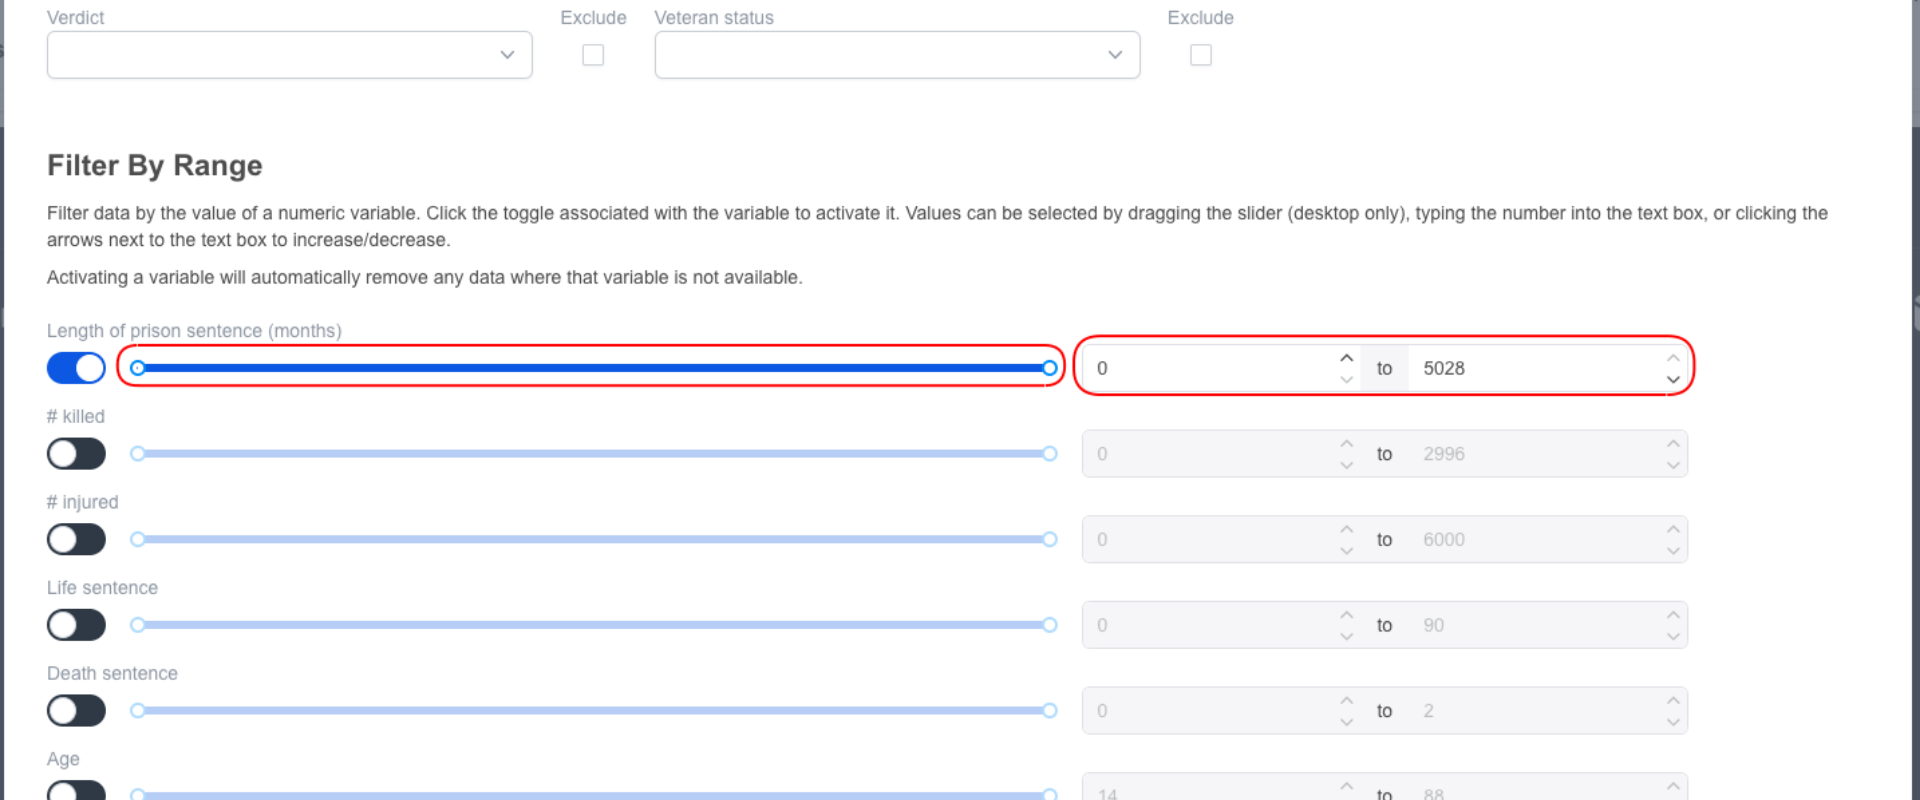 Verdict Exclude Veteran status Exclude
Filter By Range
Filter data by the value of a numeric variable. Click the toggle associated with the variable to activate it. Values can be selected by dragging the slider (desktop only), typing the number into the text box, or clicking the
arrows next to the text box to increase/decrease.
Activating a variable will automatically remove any data where that variable is not available.
Length of prison sentence (months)
0 to 5028
# killed
0 to 2996
# injured
0 to 6000
Life sentence
0 to 90
Death sentence
0 to 2
Age
14 to 88